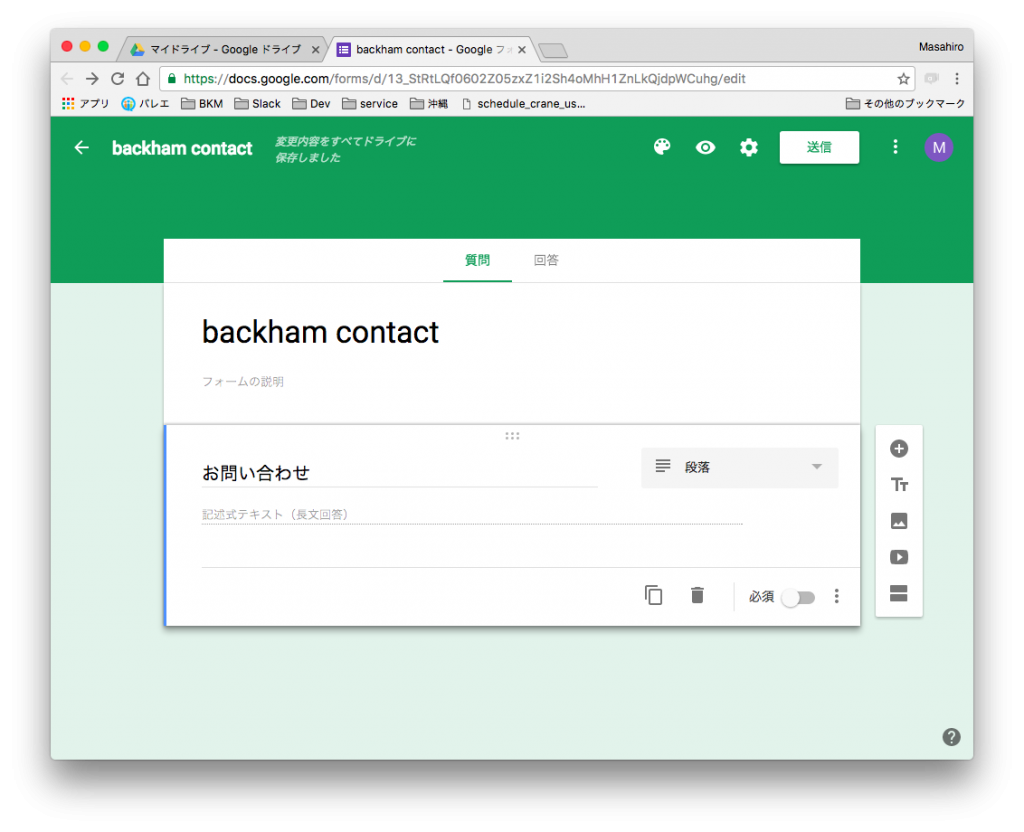 マイドライブ - Google ドライブ
backham contact - Google フォ
Masahiro
https://docs.google.com/forms/d/13_StRtLQf0602Z05zxZ1i2Sh4oMhH1ZnLkQjdpWCuhg/edit
アプリ バレエ BKM Slack Dev service 沖縄 schedule_crane_us... その他のブックマーク
backham contact
変更内容をすべてドライブに
保存しました
送信
M
質問 回答
backham contact
フォームの説明
お問い合わせ
段落
記述式テキスト（長文回答）
必須